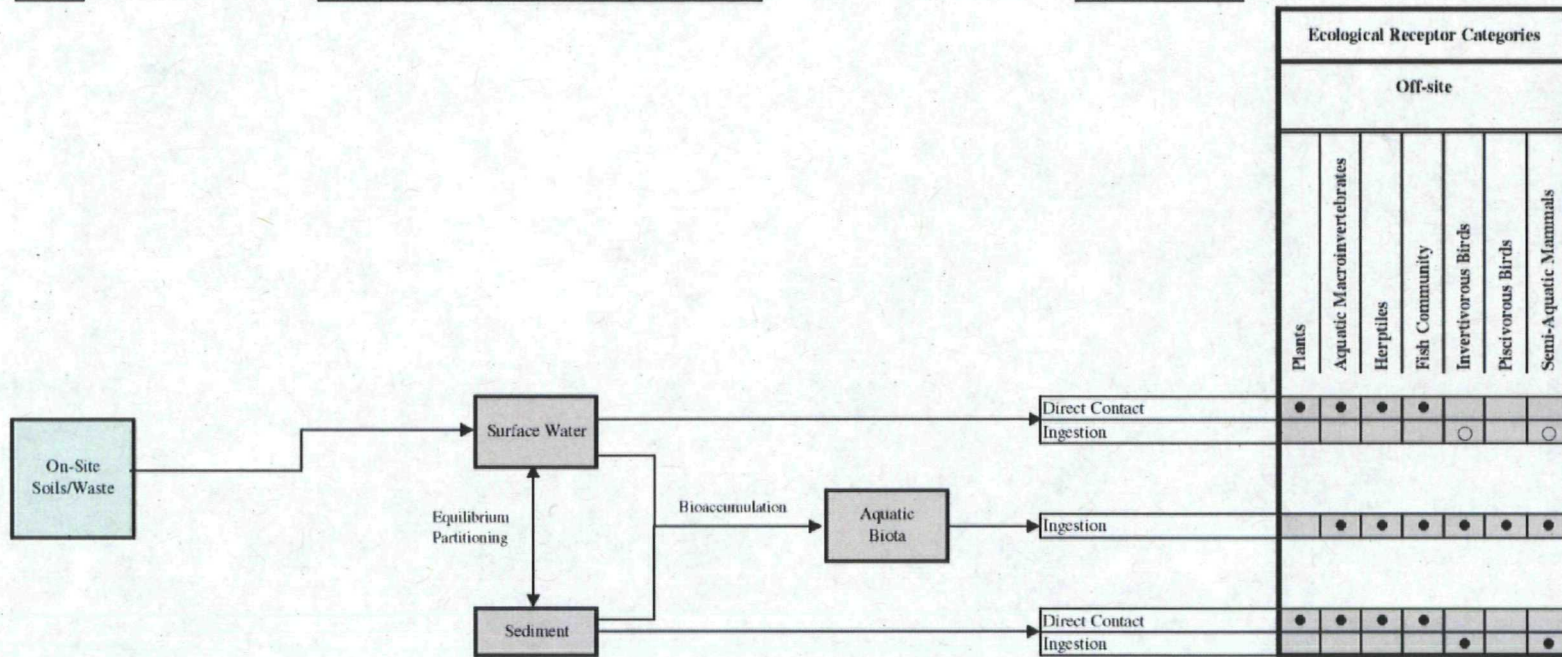 Ecological Receptor Categories
Off-site
Plants
Aquatic Macroinvertebrates
Herptiles
Fish Community
Invertivorous Birds
Piscivorous Birds
Semi-Aquatic Mammals
On-Site
Soils/Waste
Surface Water
Direct Contact
Ingestion
Equilibrium
Partitioning
Bioaccumulation
Aquatic
Biota
Ingestion
Sediment
Direct Contact
Ingestion